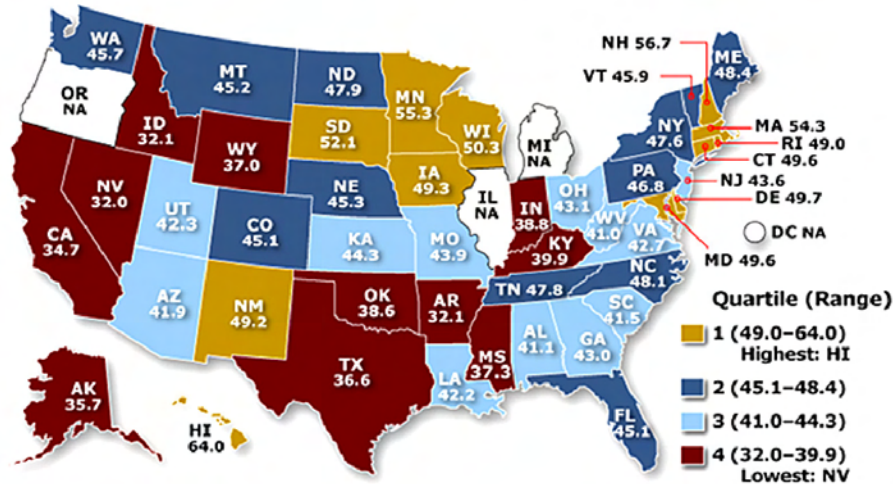 WA
45.7
OR
NA
MT
45.2
ND
47.9
MN
55.3
ID
32.1
WY
37.0
SD
52.1
WI
50.3
MI
NA
NH 56.7
VT 45.9
ME
48.4
NY
47.6
MA 54.3
RI 49.0
CT 49.6
NJ 43.6
DE 49.7
DC NA
MD 49.6
PA
46.8
NV
32.0
CA
34.7
UT
42.3
CO
45.1
NE
45.3
IA
49.3
IL
NA
IN
38.8
OH
43.1
WV
41.0
VA
42.7
KA
44.3
MO
43.9
KY
39.9
NC
48.1
TN 47.8
SC
41.5
AZ
41.9
NM
49.2
OK
38.6
AR
32.1
MS
37.3
AL
41.1
GA
43.0
TX
36.6
LA
42.2
FL
45.1
AK
35.7
HI
64.0
Quartile (Range)
1 (49.0–64.0)
Highest: HI
2 (45.1–48.4)
3 (41.0–44.3)
4 (32.0–39.9)
Lowest: NV